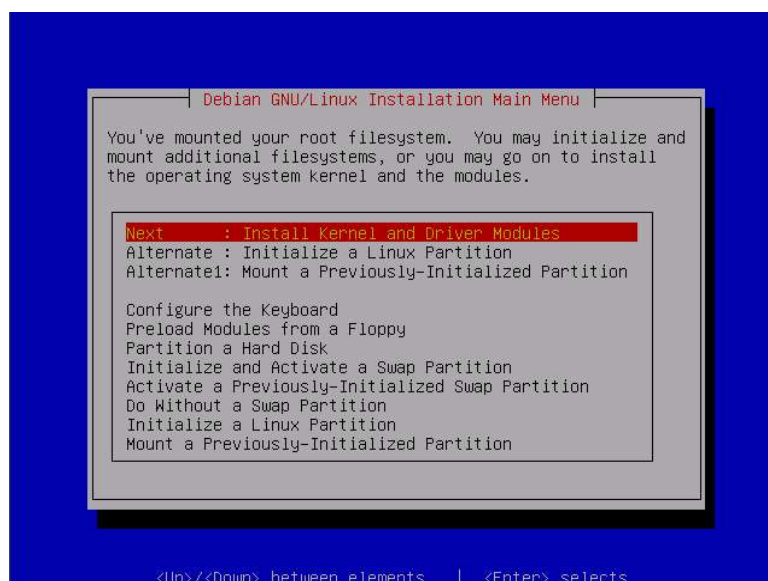 Debian GNU/Linux Installation Main Menu
You've mounted your root filesystem.  You may initialize and
mount additional filesystems, or you may go on to install
the operating system kernel and the modules.
Next      : Install Kernel and Driver Modules
Alternate : Initialize a Linux Partition
Alternate1: Mount a Previously-Initialized Partition
Configure the Keyboard
Preload Modules from a Floppy
Partition a Hard Disk
Initialize and Activate a Swap Partition
Activate a Previously-Initialized Swap Partition
Do Without a Swap Partition
Initialize a Linux Partition
Mount a Previously-Initialized Partition
<Up>/<Down> between elements   |  <Enter> selects